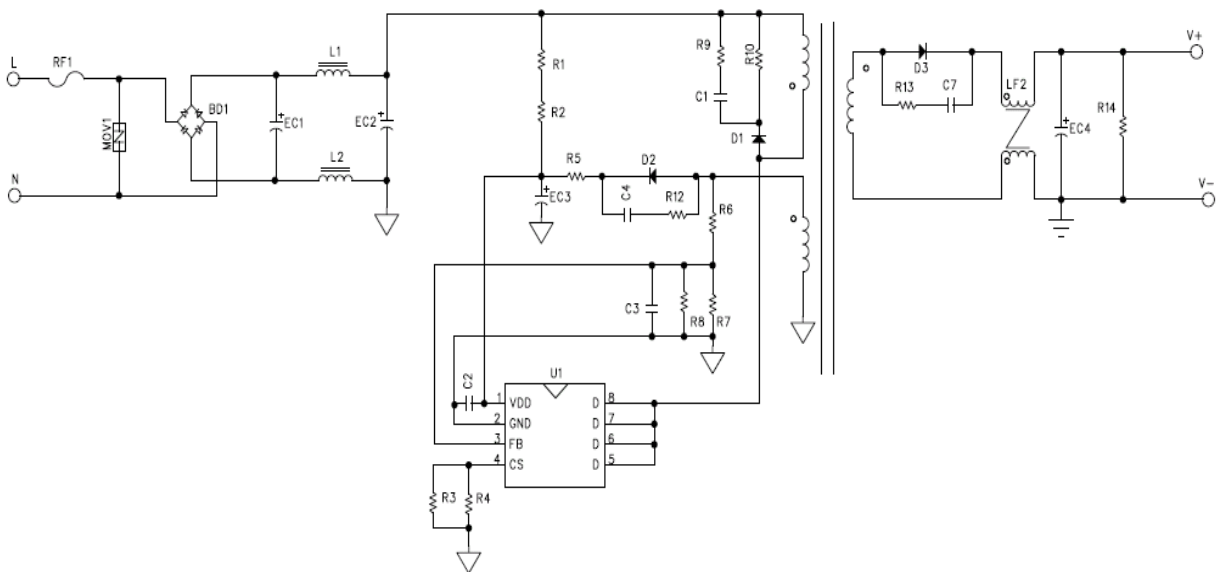 L
RF1
MOV1
N
BD1
EC1
L1
L2
EC2
R1
R2
R9
R10
C1
D1
R5
D2
EC3
C4
R12
R6
C3
R8
R7
D3
R13
C7
LF2
EC4
R14
V+
V-
U1
C2
1 VDD D 8
2 GND D 7
3 FB D 6
4 CS D 5
R3
R4